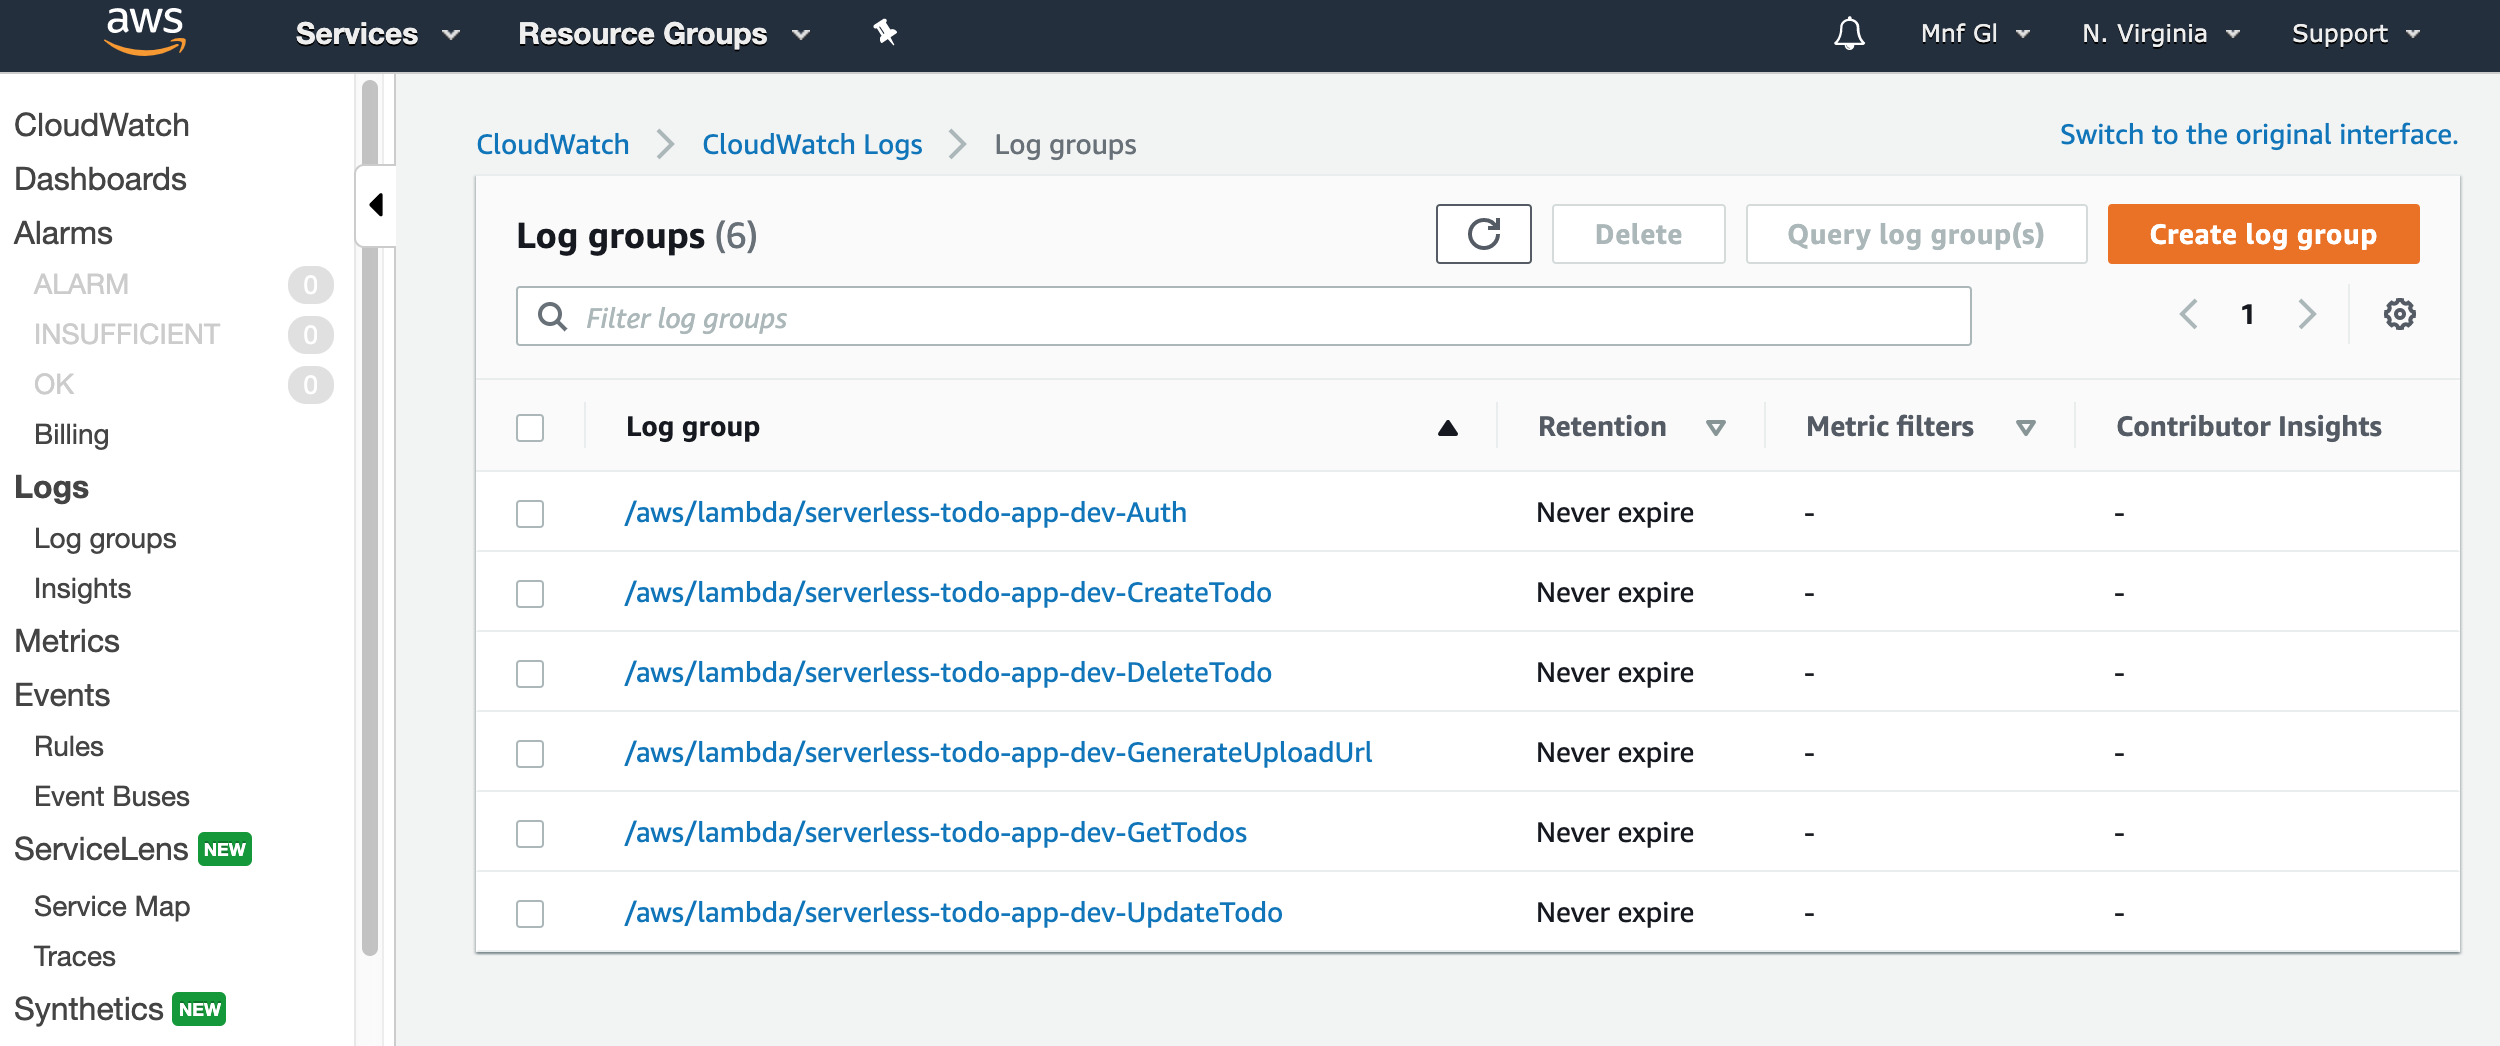 aws Services Resource Groups Mnf Gl N. Virginia Support
CloudWatch
Dashboards
Alarms
ALARM 0
INSUFFICIENT 0
OK 0
Billing
Logs
Log groups
Insights
Metrics
Events
Rules
Event Buses
ServiceLens NEW
Service Map
Traces
Synthetics NEW
CloudWatch CloudWatch Logs Log groups
Switch to the original interface.
Log groups (6) Delete Query log group(s) Create log group
Filter log groups 1
Log group Retention Metric filters Contributor Insights
/aws/lambda/serverless-todo-app-dev-Auth Never expire - -
/aws/lambda/serverless-todo-app-dev-CreateTodo Never expire - -
/aws/lambda/serverless-todo-app-dev-DeleteTodo Never expire - -
/aws/lambda/serverless-todo-app-dev-GenerateUploadUrl Never expire - -
/aws/lambda/serverless-todo-app-dev-GetTodos Never expire - -
/aws/lambda/serverless-todo-app-dev-UpdateTodo Never expire - -